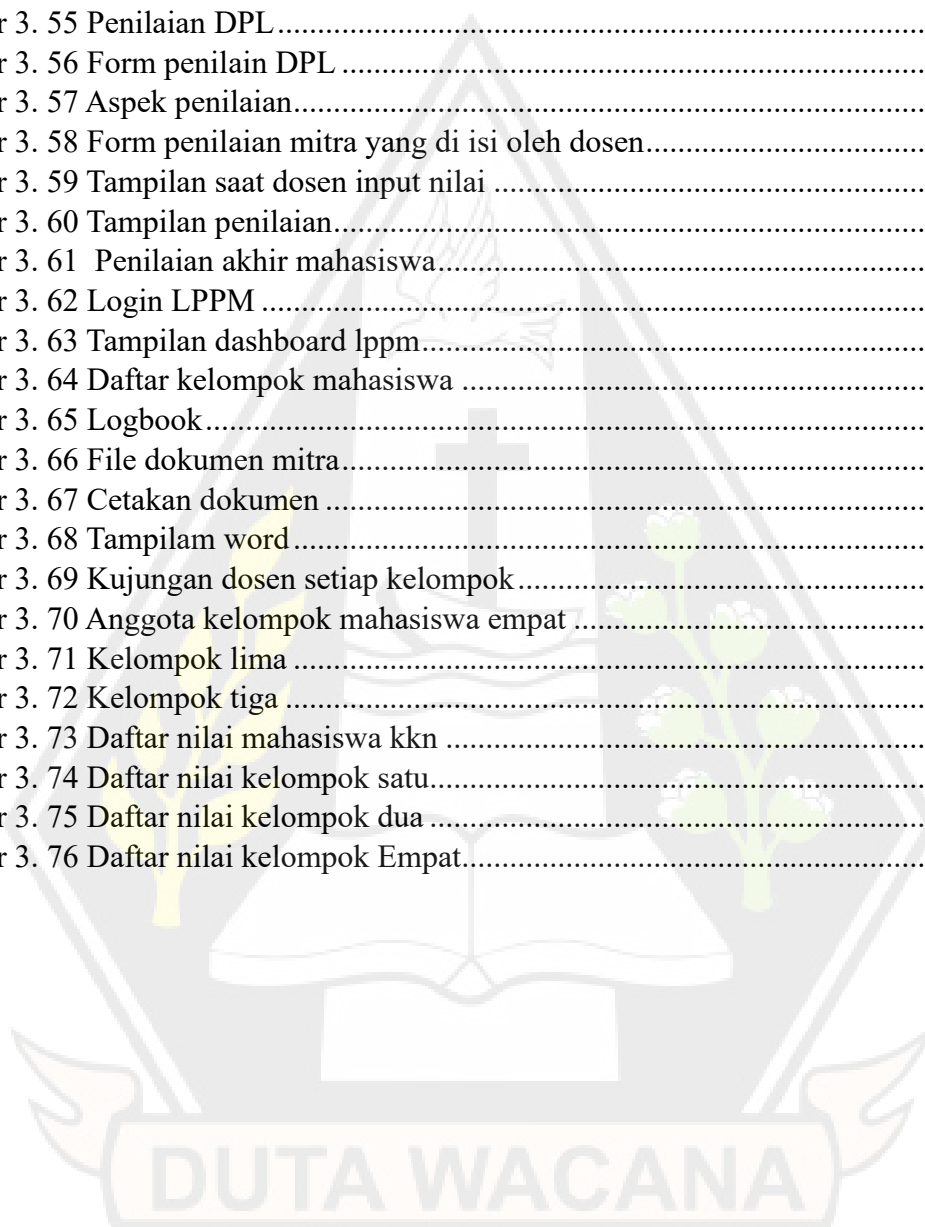 r 3. 55 Penilaian DPL................................................................................
r 3. 56 Form penilain DPL................................................................................
r 3. 57 Aspek penilaian................................................................................
r 3. 58 Form penilaian mitra yang di isi oleh dosen........................................
r 3. 59 Tampilan saat dosen input nilai........................................................
r 3. 60 Tampilan penilaian................................................................................
r 3. 61  Penilaian akhir mahasiswa................................................................
r 3. 62 Login LPPM................................................................................
r 3. 63 Tampilan dashboard lppm................................................................
r 3. 64 Daftar kelompok mahasiswa................................................................
r 3. 65 Logbook................................................................................
r 3. 66 File dokumen mitra................................................................................
r 3. 67 Cetakan dokumen................................................................................
r 3. 68 Tampilam word................................................................................
r 3. 69 Kujungan dosen setiap kelompok........................................................
r 3. 70 Anggota kelompok mahasiswa empat................................................
r 3. 71 Kelompok lima................................................................................
r 3. 72 Kelompok tiga................................................................................
r 3. 73 Daftar nilai mahasiswa kkn................................................................
r 3. 74 Daftar nilai kelompok satu................................................................
r 3. 75 Daftar nilai kelompok dua................................................................
r 3. 76 Daftar nilai kelompok Empat................................................................
DUTA WACANA